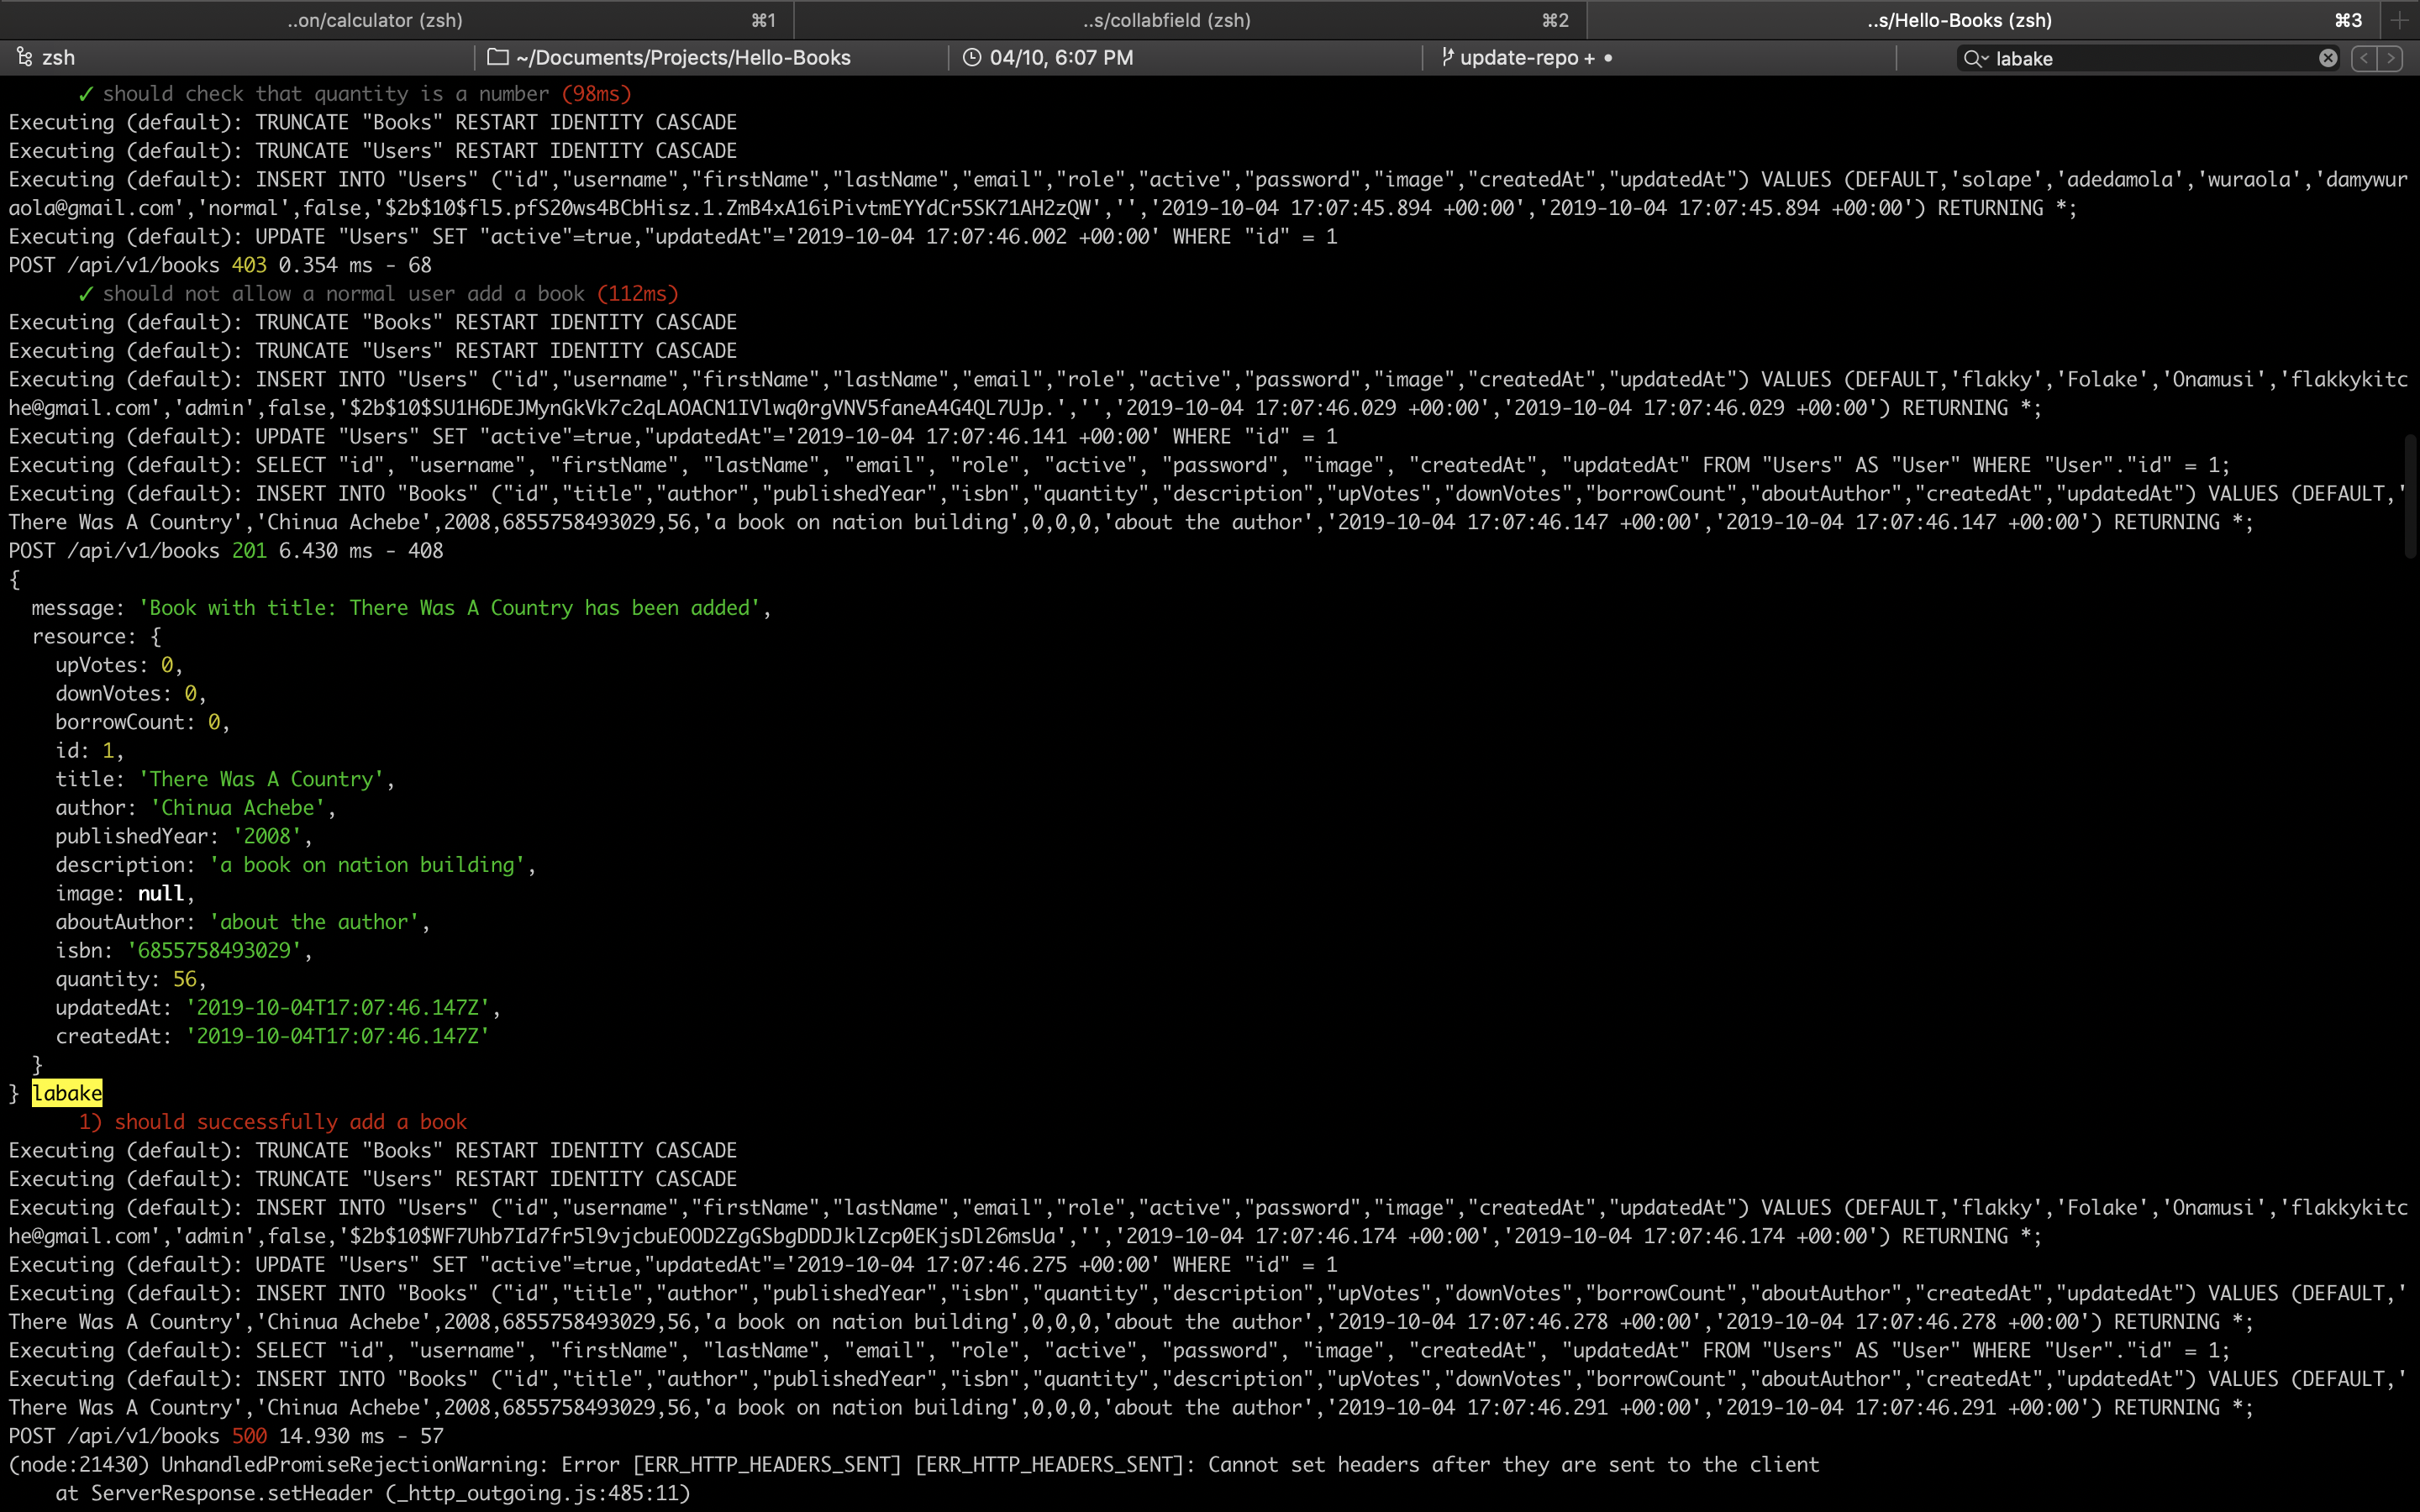 ..on/calculator (zsh) ⌘1 ..s/collabfield (zsh) ⌘2 ..s/Hello-Books (zsh) ⌘3
zsh ~/Documents/Projects/Hello-Books 04/10, 6:07 PM update-repo + • labake
✓ should check that quantity is a number (98ms)
Executing (default): TRUNCATE "Books" RESTART IDENTITY CASCADE
Executing (default): TRUNCATE "Users" RESTART IDENTITY CASCADE
Executing (default): INSERT INTO "Users" ("id","username","firstName","lastName","email","role","active","password","image","createdAt","updatedAt") VALUES (DEFAULT,'solape','adedamola','wuraola','damywur
aola@gmail.com','normal',false,'$2b$10$fl5.pfS20ws4BCbHisz.1.ZmB4xA16iPivtmEYYdCr5SK71AH2zQW','','2019-10-04 17:07:45.894 +00:00','2019-10-04 17:07:45.894 +00:00') RETURNING *;
Executing (default): UPDATE "Users" SET "active"=true,"updatedAt"='2019-10-04 17:07:46.002 +00:00' WHERE "id" = 1
POST /api/v1/books 403 0.354 ms - 68
✓ should not allow a normal user add a book (112ms)
Executing (default): TRUNCATE "Books" RESTART IDENTITY CASCADE
Executing (default): TRUNCATE "Users" RESTART IDENTITY CASCADE
Executing (default): INSERT INTO "Users" ("id","username","firstName","lastName","email","role","active","password","image","createdAt","updatedAt") VALUES (DEFAULT,'flakky','Folake','Onamusi','flakkykitc
he@gmail.com','admin',false,'$2b$10$SU1H6DEJMynGkVk7c2qLAOACN1IVlwq0rgVNV5faneA4G4QL7UJp.','','2019-10-04 17:07:46.029 +00:00','2019-10-04 17:07:46.029 +00:00') RETURNING *;
Executing (default): UPDATE "Users" SET "active"=true,"updatedAt"='2019-10-04 17:07:46.141 +00:00' WHERE "id" = 1
Executing (default): SELECT "id", "username", "firstName", "lastName", "email", "role", "active", "password", "image", "createdAt", "updatedAt" FROM "Users" AS "User" WHERE "User"."id" = 1;
Executing (default): INSERT INTO "Books" ("id","title","author","publishedYear","isbn","quantity","description","upVotes","downVotes","borrowCount","aboutAuthor","createdAt","updatedAt") VALUES (DEFAULT,'
There Was A Country','Chinua Achebe',2008,6855758493029,56,'a book on nation building',0,0,0,'about the author','2019-10-04 17:07:46.147 +00:00','2019-10-04 17:07:46.147 +00:00') RETURNING *;
POST /api/v1/books 201 6.430 ms - 408
{
message: 'Book with title: There Was A Country has been added',
resource: {
upVotes: 0,
downVotes: 0,
borrowCount: 0,
id: 1,
title: 'There Was A Country',
author: 'Chinua Achebe',
publishedYear: '2008',
description: 'a book on nation building',
image: null,
aboutAuthor: 'about the author',
isbn: '6855758493029',
quantity: 56,
updatedAt: '2019-10-04T17:07:46.147Z',
createdAt: '2019-10-04T17:07:46.147Z'
}
} labake
1) should successfully add a book
Executing (default): TRUNCATE "Books" RESTART IDENTITY CASCADE
Executing (default): TRUNCATE "Users" RESTART IDENTITY CASCADE
Executing (default): INSERT INTO "Users" ("id","username","firstName","lastName","email","role","active","password","image","createdAt","updatedAt") VALUES (DEFAULT,'flakky','Folake','Onamusi','flakkykitc
he@gmail.com','admin',false,'$2b$10$WF7Uhb7Id7fr5l9vjcbuEOOD2ZgGSbgDDDJklZcp0EKjsDl26msUa','','2019-10-04 17:07:46.174 +00:00','2019-10-04 17:07:46.174 +00:00') RETURNING *;
Executing (default): UPDATE "Users" SET "active"=true,"updatedAt"='2019-10-04 17:07:46.275 +00:00' WHERE "id" = 1
Executing (default): INSERT INTO "Books" ("id","title","author","publishedYear","isbn","quantity","description","upVotes","downVotes","borrowCount","aboutAuthor","createdAt","updatedAt") VALUES (DEFAULT,'
There Was A Country','Chinua Achebe',2008,6855758493029,56,'a book on nation building',0,0,0,'about the author','2019-10-04 17:07:46.278 +00:00','2019-10-04 17:07:46.278 +00:00') RETURNING *;
Executing (default): SELECT "id", "username", "firstName", "lastName", "email", "role", "active", "password", "image", "createdAt", "updatedAt" FROM "Users" AS "User" WHERE "User"."id" = 1;
Executing (default): INSERT INTO "Books" ("id","title","author","publishedYear","isbn","quantity","description","upVotes","downVotes","borrowCount","aboutAuthor","createdAt","updatedAt") VALUES (DEFAULT,'
There Was A Country','Chinua Achebe',2008,6855758493029,56,'a book on nation building',0,0,0,'about the author','2019-10-04 17:07:46.291 +00:00','2019-10-04 17:07:46.291 +00:00') RETURNING *;
POST /api/v1/books 500 14.930 ms - 57
(node:21430) UnhandledPromiseRejectionWarning: Error [ERR_HTTP_HEADERS_SENT] [ERR_HTTP_HEADERS_SENT]: Cannot set headers after they are sent to the client
at ServerResponse.setHeader (_http_outgoing.js:485:11)